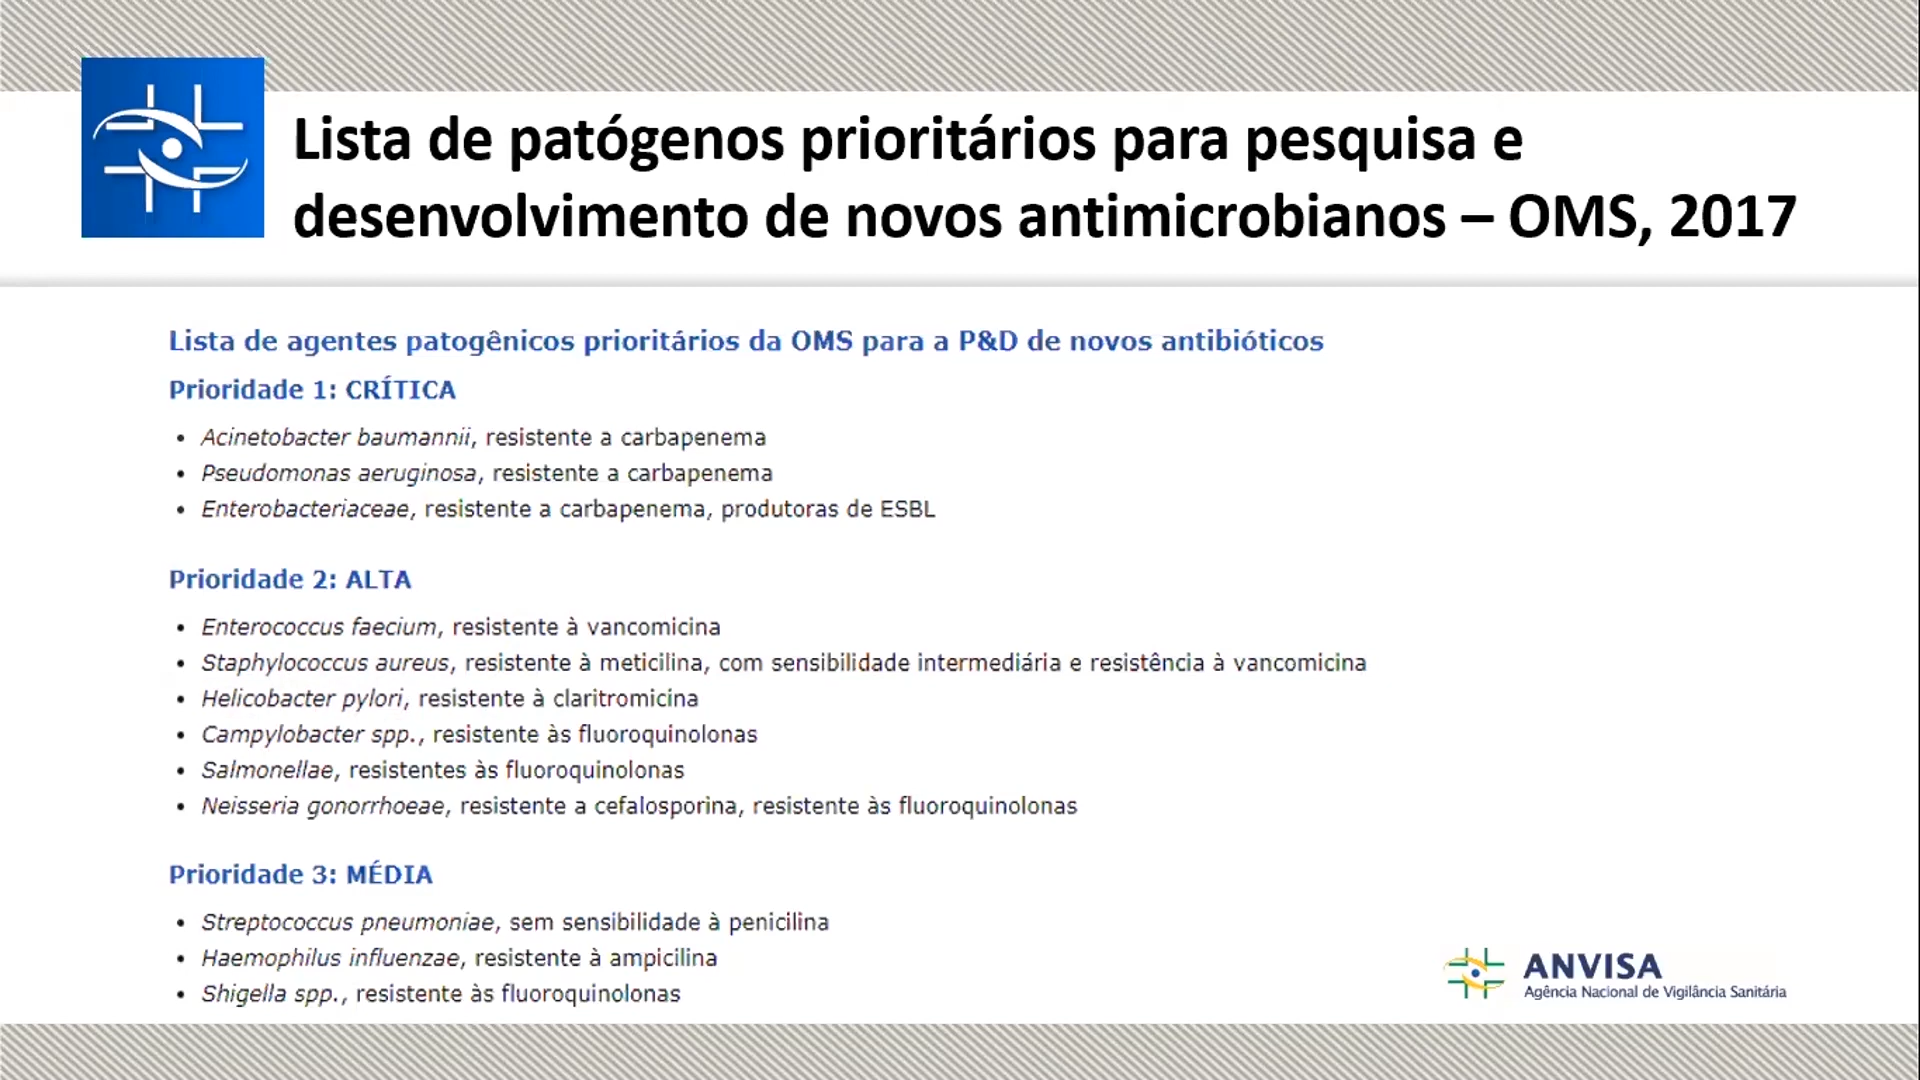 Lista de patógenos prioritários para pesquisa e
desenvolvimento de novos antimicrobianos – OMS, 2017
Lista de agentes patogênicos prioritários da OMS para a P&D de novos antibióticos
Prioridade 1: CRÍTICA
• Acinetobacter baumannii, resistente a carbapenema
• Pseudomonas aeruginosa, resistente a carbapenema
• Enterobacteriaceae, resistente a carbapenema, produtoras de ESBL
Prioridade 2: ALTA
• Enterococcus faecium, resistente à vancomicina
• Staphylococcus aureus, resistente à meticilina, com sensibilidade intermediária e resistência à vancomicina
• Helicobacter pylori, resistente à claritromicina
• Campylobacter spp., resistente às fluoroquinolonas
• Salmonellae, resistentes às fluoroquinolonas
• Neisseria gonorrhoeae, resistente a cefalosporina, resistente às fluoroquinolonas
Prioridade 3: MÉDIA
• Streptococcus pneumoniae, sem sensibilidade à penicilina
• Haemophilus influenzae, resistente à ampicilina
• Shigella spp., resistente às fluoroquinolonas
ANVISA
Agência Nacional de Vigilância Sanitária